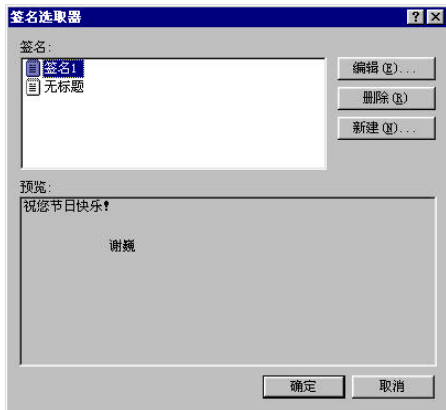 签名选取器
签名:
签名1
无标题
编辑(E)...
删除(R)
新建(N)...
预览:
祝您节日快乐!
谢巍
确定
取消